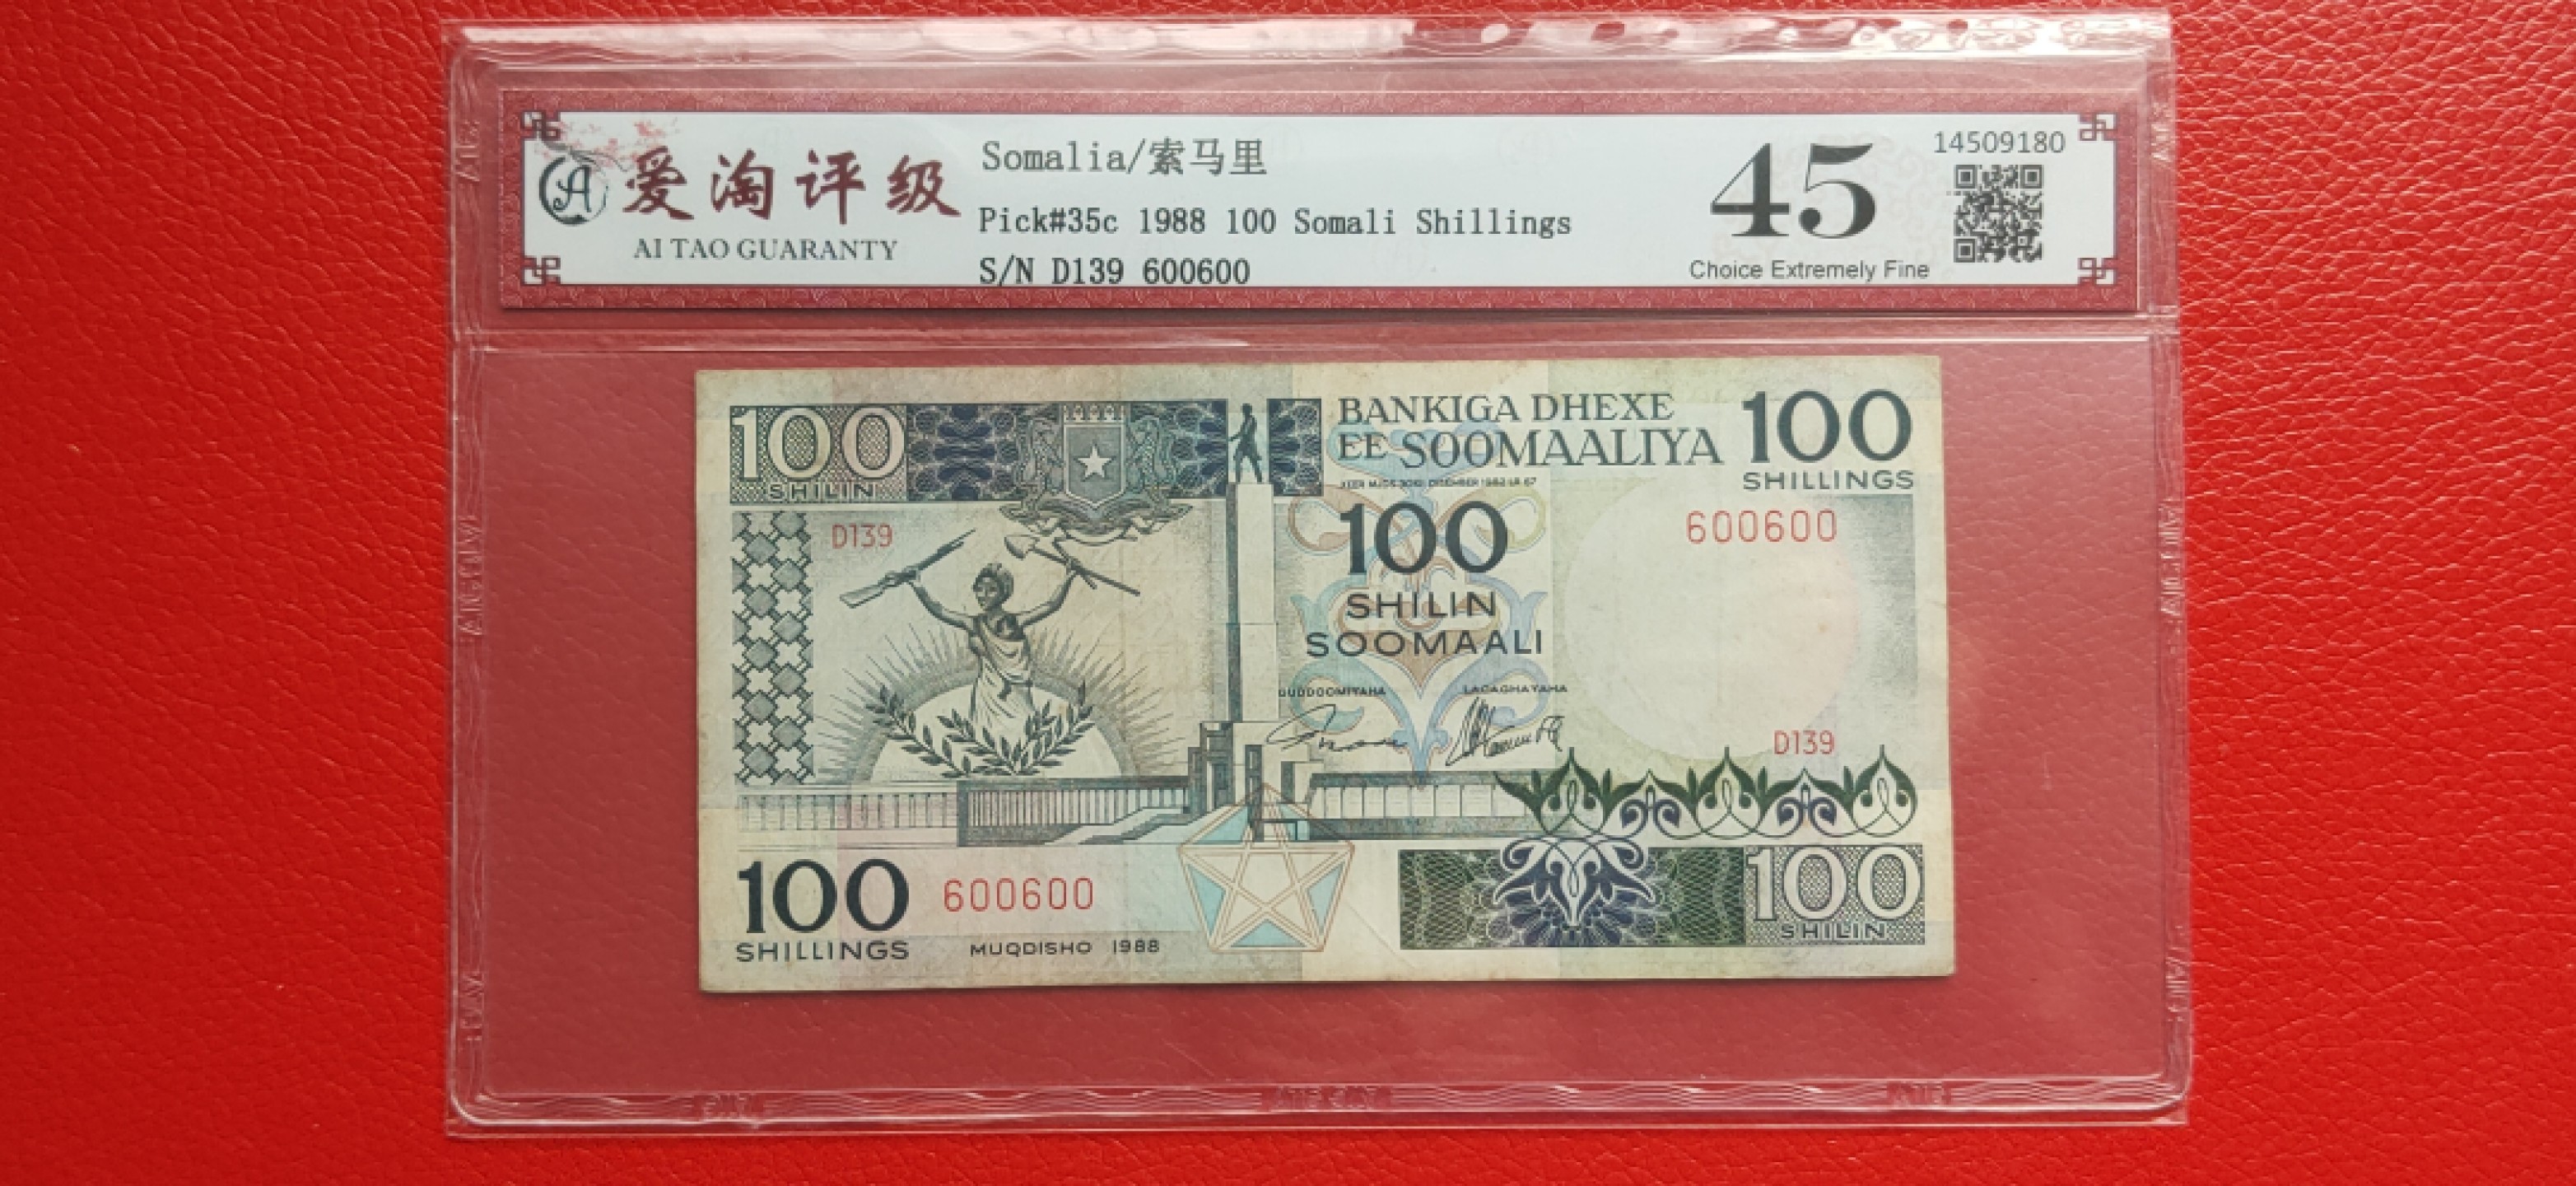 爱淘评级
AI TAO GUARANTY
Somalia/索马里
Pick#35c 1988 100 Somali Shillings
S/N D139 600600
45
Choice Extremely Fine
14509180
100
SHILIN
BANKIGA DHEXE
EE SOOMAALIYA
100
SHILLINGS
D139
600600
100
SHILIN
SOOMAALI
GUDDOOMIYAHA
LACAGHAYAHA
D139
100
SHILLINGS
600600
MUQDISHO 1988
100
SHILIN